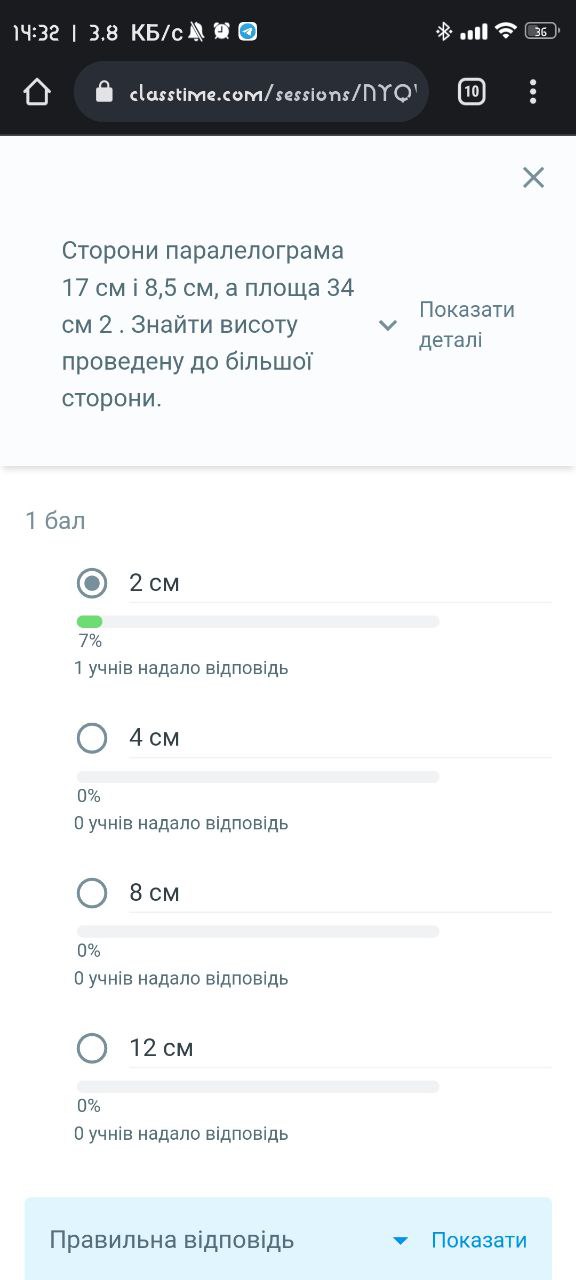 14:32 | 3,8 КБ/с
36
classtime.com/sessions/
10
Сторони паралелограма
17 см і 8,5 см, а площа 34
см 2 . Знайти висоту
проведену до більшої
сторони.
Показати
деталі
1 бал
2 см
7%
1 учнів надало відповідь
4 см
0%
0 учнів надало відповідь
8 см
0%
0 учнів надало відповідь
12 см
0%
0 учнів надало відповідь
Правильна відповідь
Показати